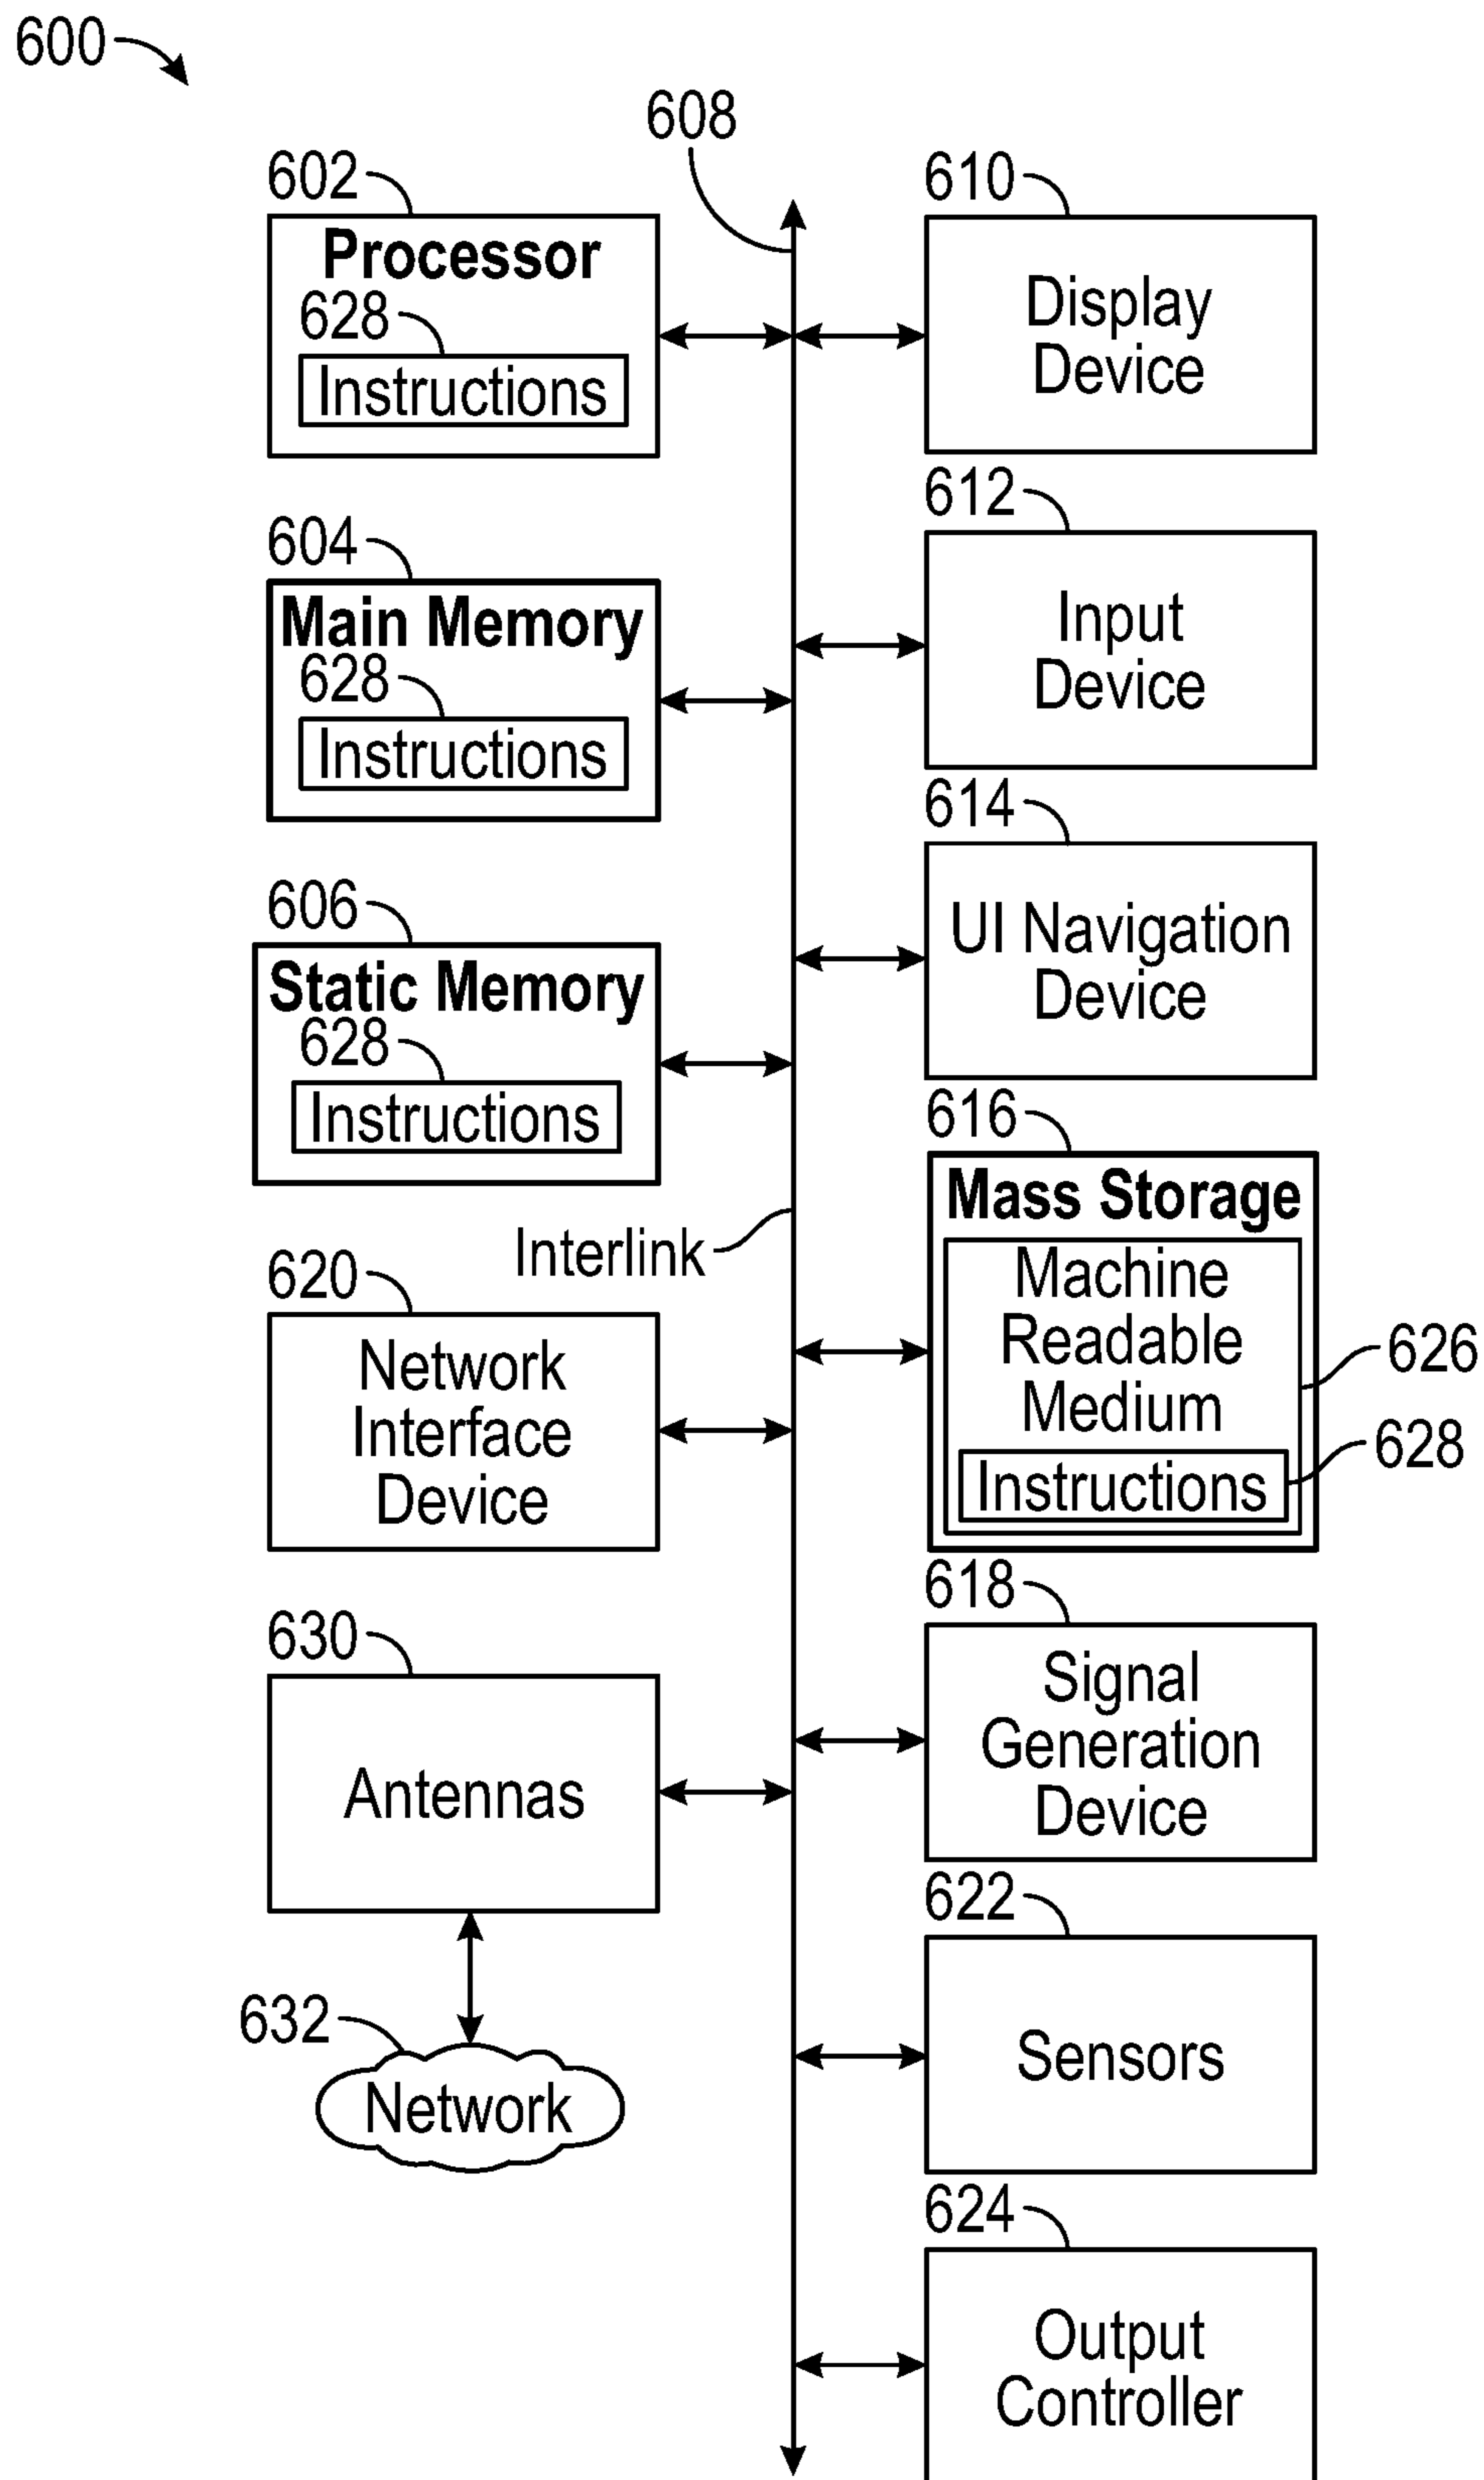 600
608
602
Processor
628
Instructions
604
Main Memory
628
Instructions
606
Static Memory
628
Instructions
Interlink
620
Network
Interface
Device
630
Antennas
632
Network
610
Display
Device
612
Input
Device
614
UI Navigation
Device
616
Mass Storage
Machine
Readable
Medium
626
Instructions
628
618
Signal
Generation
Device
622
Sensors
624
Output
Controller